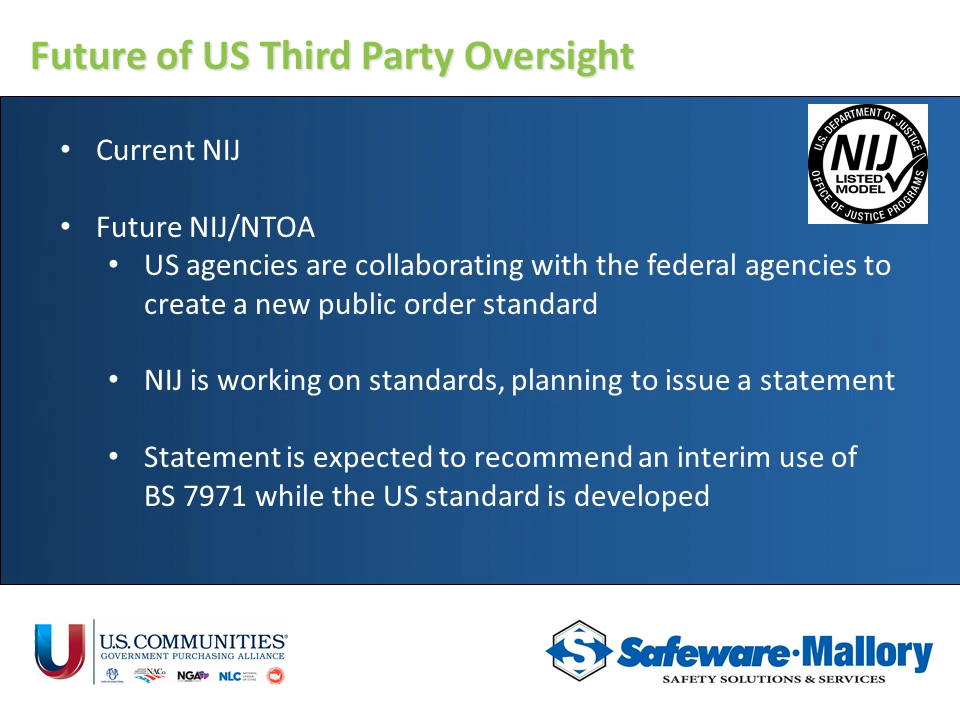 Future of US Third Party Oversight
• Current NIJ
• Future NIJ/NTOA
• US agencies are collaborating with the federal agencies to
create a new public order standard
• NIJ is working on standards, planning to issue a statement
• Statement is expected to recommend an interim use of
BS 7971 while the US standard is developed
U.S. DEPARTMENT OF JUSTICE
NIJ
LISTED
MODEL
OFFICE OF JUSTICE PROGRAMS
U.S. COMMUNITIES®
GOVERNMENT PURCHASING ALLIANCE
NACo
NGA
NLC
Safeware·Mallory
SAFETY SOLUTIONS & SERVICES